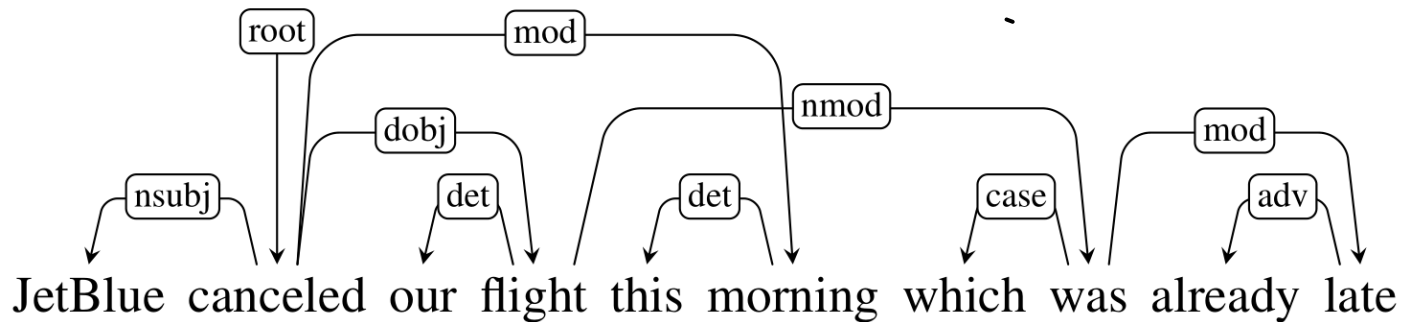 root mod
nmod
dobj mod
nsubj det det case adv
JetBlue canceled our flight this morning which was already late